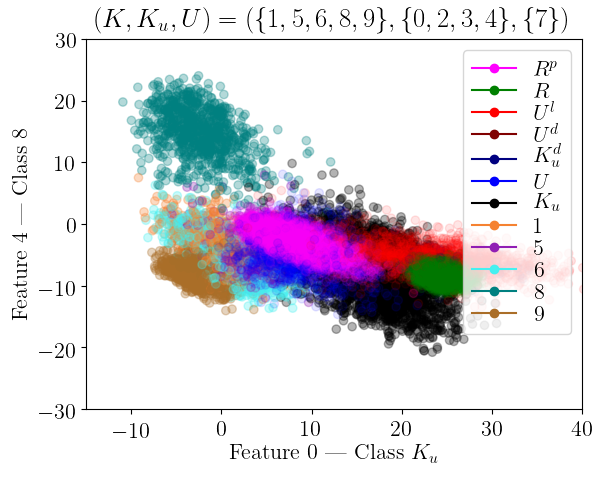 (K, K_u, U) = ({1, 5, 6, 8, 9}, {0, 2, 3, 4}, {7})
30
20
10
0
−10
−20
−30
Feature 4 — Class 8
R^p
R
U^l
U^d
K_u^d
U
K_u
1
5
6
8
9
−10
0
10
20
30
40
Feature 0 — Class K_u